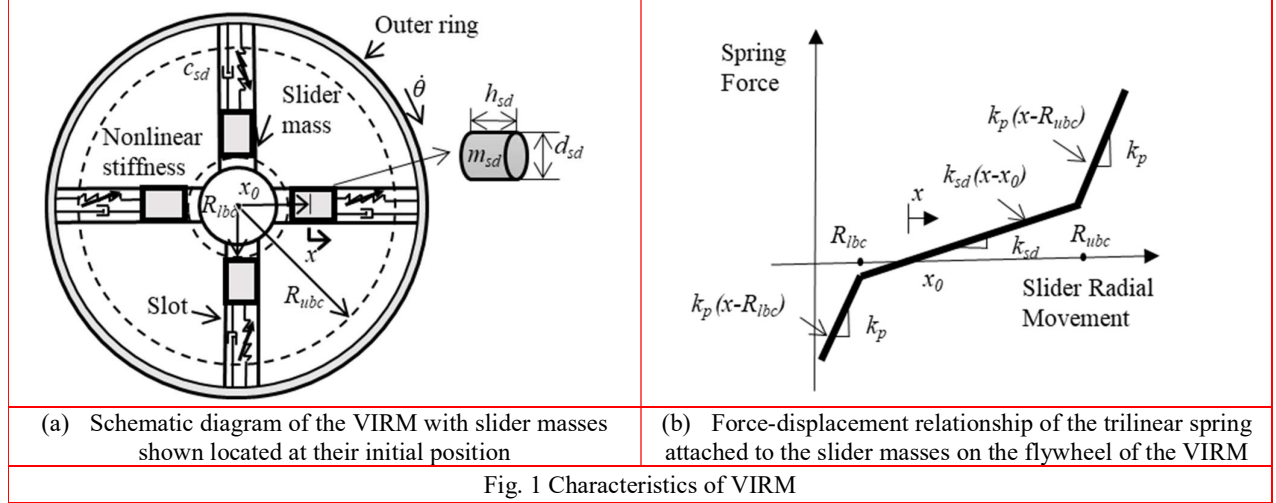 Outer ring
c_sd
θ̇
Slider
mass
h_sd
Nonlinear
stiffness
m_sd
d_sd
x_0
R_lbc
x
R_ubc
Slot
Spring
Force
k_p(x-R_ubc)
k_p
k_sd(x-x_0)
x
R_lbc
R_ubc
k_sd
x_0
Slider Radial
Movement
k_p(x-R_lbc)
k_p
(a) Schematic diagram of the VIRM with slider masses
shown located at their initial position
(b) Force-displacement relationship of the trilinear spring
attached to the slider masses on the flywheel of the VIRM
Fig. 1 Characteristics of VIRM